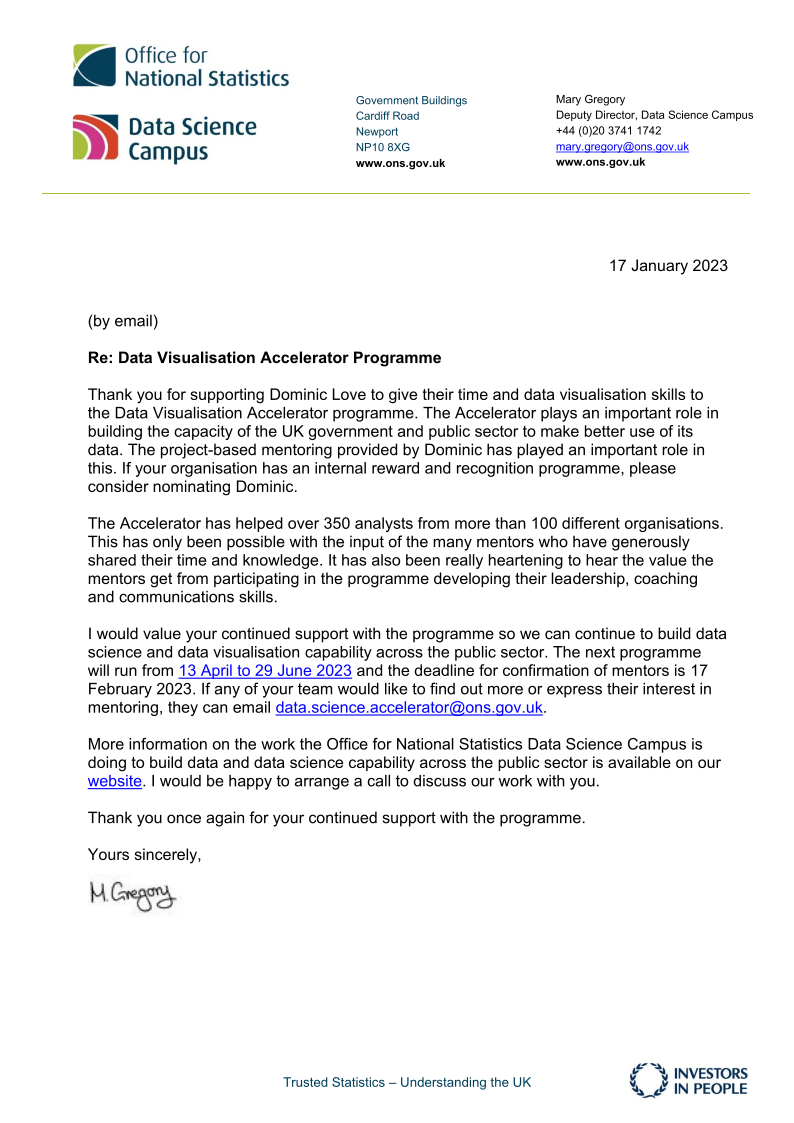 Office for
National Statistics
Data Science
Campus
Government Buildings
Cardiff Road
Newport
NP10 8XG
www.ons.gov.uk
Mary Gregory
Deputy Director, Data Science Campus
+44 (0)20 3741 1742
mary.gregory@ons.gov.uk
www.ons.gov.uk
17 January 2023
(by email)
Re: Data Visualisation Accelerator Programme
Thank you for supporting Dominic Love to give their time and data visualisation skills to
the Data Visualisation Accelerator programme. The Accelerator plays an important role in
building the capacity of the UK government and public sector to make better use of its
data. The project-based mentoring provided by Dominic has played an important role in
this. If your organisation has an internal reward and recognition programme, please
consider nominating Dominic.
The Accelerator has helped over 350 analysts from more than 100 different organisations.
This has only been possible with the input of the many mentors who have generously
shared their time and knowledge. It has also been really heartening to hear the value the
mentors get from participating in the programme developing their leadership, coaching
and communications skills.
I would value your continued support with the programme so we can continue to build data
science and data visualisation capability across the public sector. The next programme
will run from 13 April to 29 June 2023 and the deadline for confirmation of mentors is 17
February 2023. If any of your team would like to find out more or express their interest in
mentoring, they can email data.science.accelerator@ons.gov.uk.
More information on the work the Office for National Statistics Data Science Campus is
doing to build data and data science capability across the public sector is available on our
website. I would be happy to arrange a call to discuss our work with you.
Thank you once again for your continued support with the programme.
Yours sincerely,
M. Gregory
Trusted Statistics – Understanding the UK
INVESTORS
IN PEOPLE